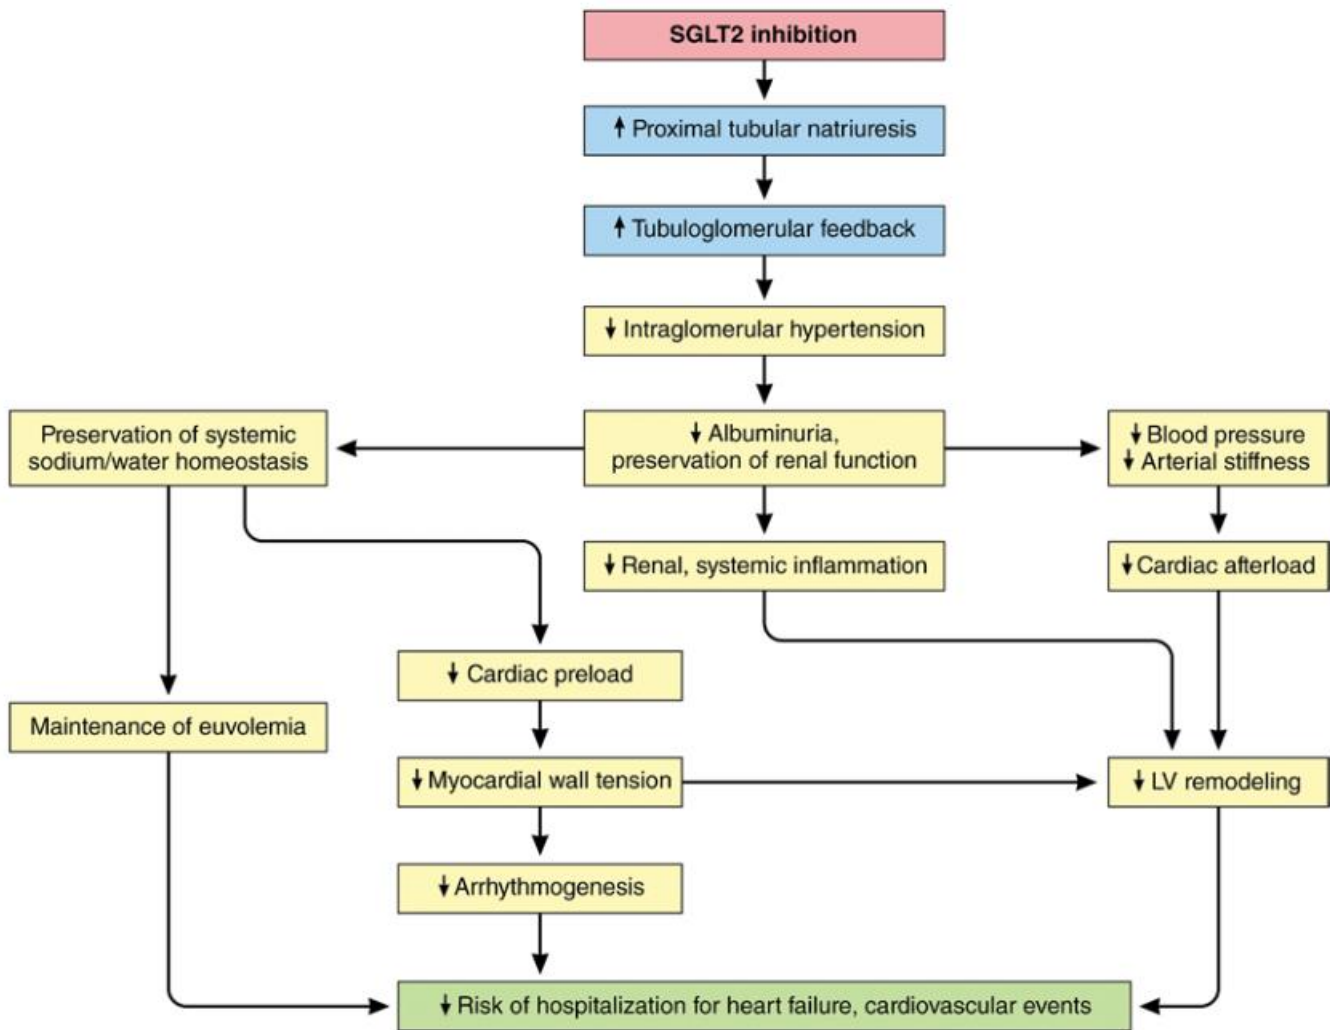 SGLT2 inhibition
↑ Proximal tubular natriuresis
↑ Tubuloglomerular feedback
↓ Intraglomerular hypertension
Preservation of systemic
sodium/water homeostasis
↓ Albuminuria,
preservation of renal function
↓ Blood pressure
↓ Arterial stiffness
↓ Renal, systemic inflammation
↓ Cardiac afterload
↓ Cardiac preload
Maintenance of euvolemia
↓ Myocardial wall tension
↓ LV remodeling
↓ Arrhythmogenesis
↓ Risk of hospitalization for heart failure, cardiovascular events